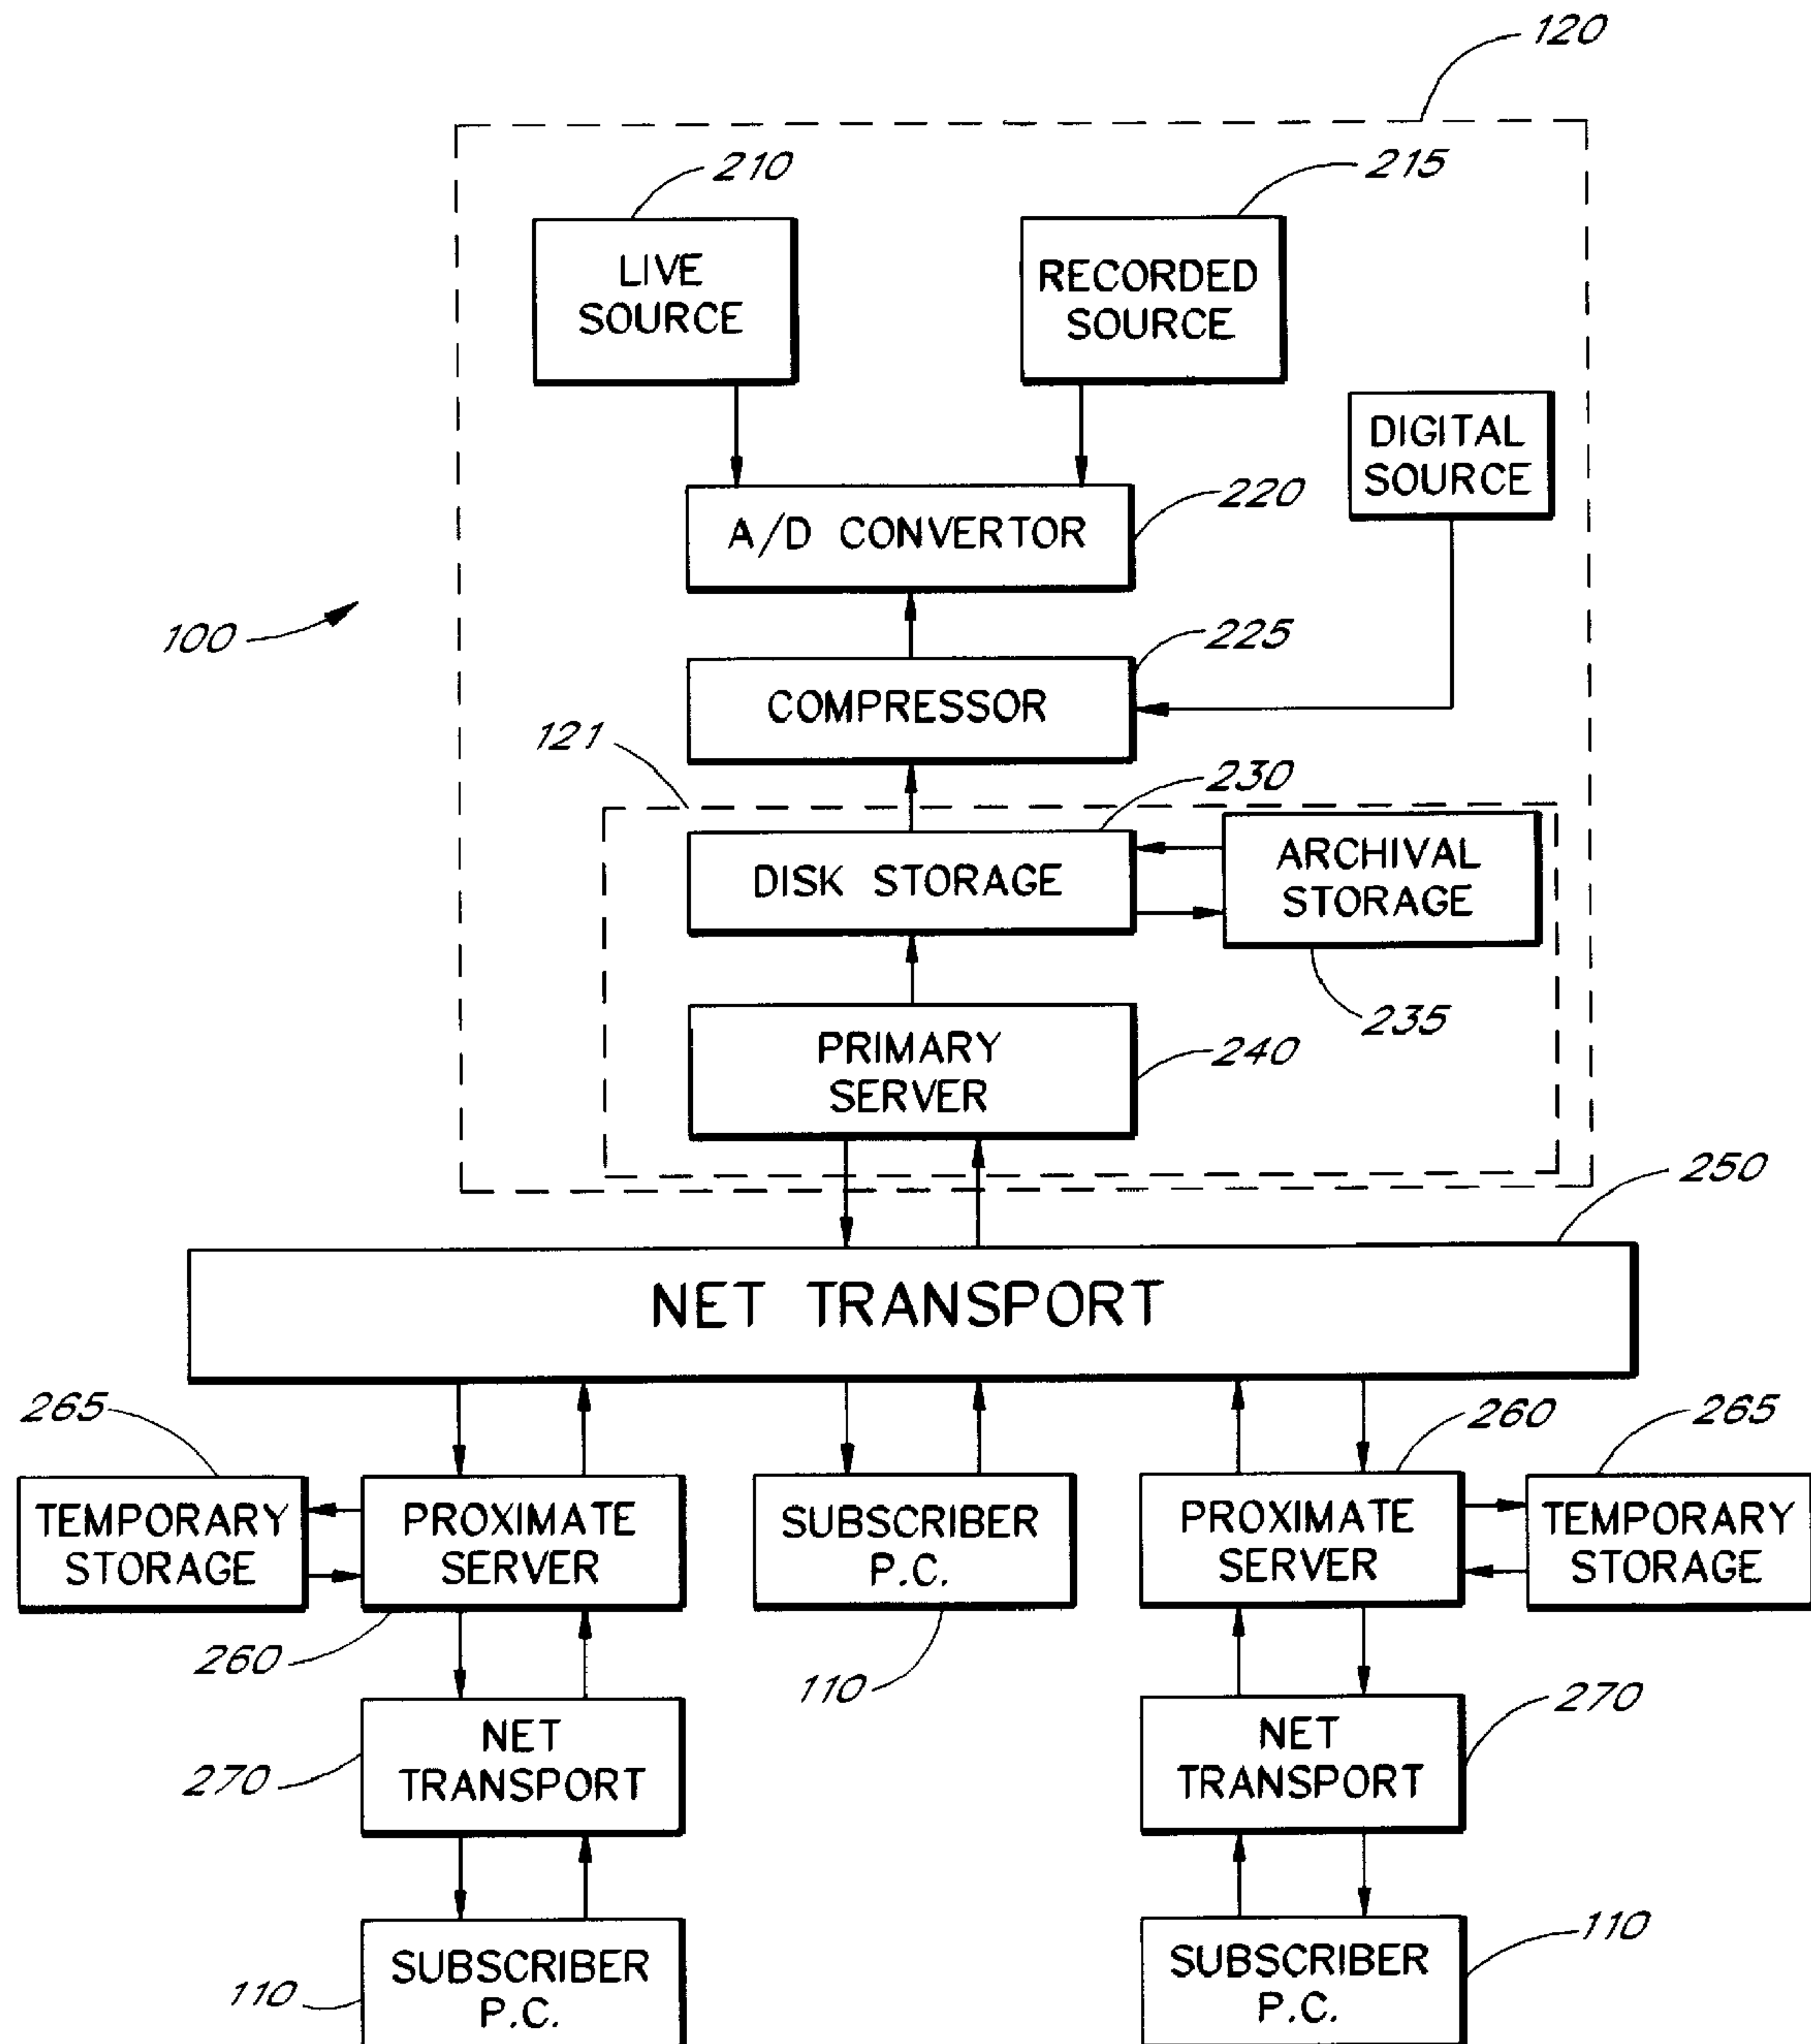 120
210
215
LIVE
SOURCE
RECORDED
SOURCE
DIGITAL
SOURCE
220
A/D CONVERTOR
100
225
COMPRESSOR
121
230
DISK STORAGE
ARCHIVAL
STORAGE
235
PRIMARY
SERVER
240
250
NET TRANSPORT
265
260
265
TEMPORARY
STORAGE
PROXIMATE
SERVER
SUBSCRIBER
P.C.
PROXIMATE
SERVER
TEMPORARY
STORAGE
260
110
NET
TRANSPORT
270
NET
TRANSPORT
270
SUBSCRIBER
P.C.
110
SUBSCRIBER
P.C.
110